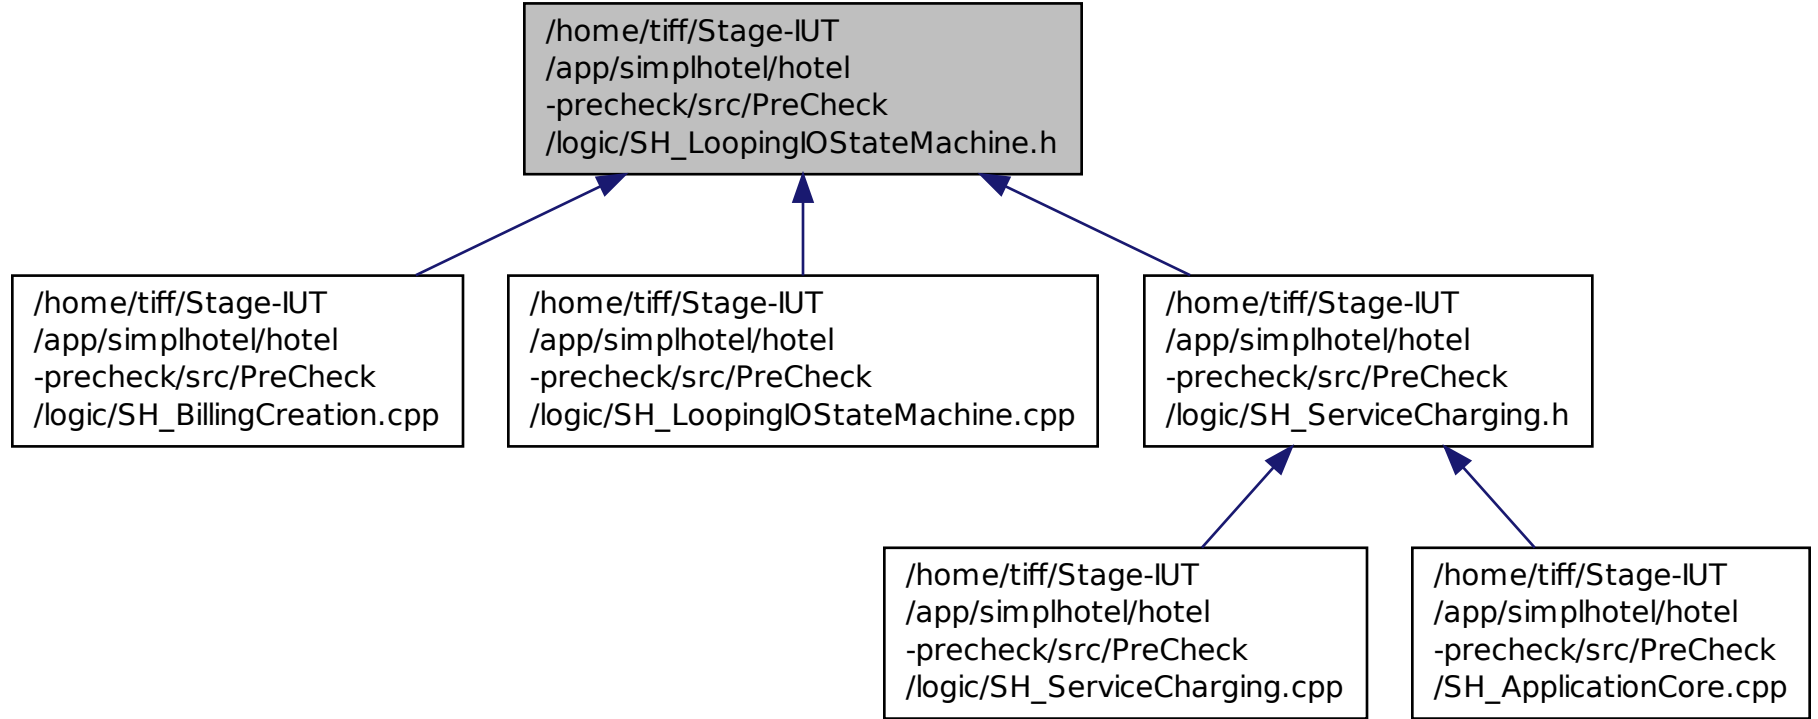 /home/tiff/Stage-IUT
/app/simplhotel/hotel
-precheck/src/PreCheck
/logic/SH_LoopingIOStateMachine.h
/home/tiff/Stage-IUT
/app/simplhotel/hotel
-precheck/src/PreCheck
/logic/SH_BillingCreation.cpp
/home/tiff/Stage-IUT
/app/simplhotel/hotel
-precheck/src/PreCheck
/logic/SH_LoopingIOStateMachine.cpp
/home/tiff/Stage-IUT
/app/simplhotel/hotel
-precheck/src/PreCheck
/logic/SH_ServiceCharging.h
/home/tiff/Stage-IUT
/app/simplhotel/hotel
-precheck/src/PreCheck
/logic/SH_ServiceCharging.cpp
/home/tiff/Stage-IUT
/app/simplhotel/hotel
-precheck/src/PreCheck
/SH_ApplicationCore.cpp